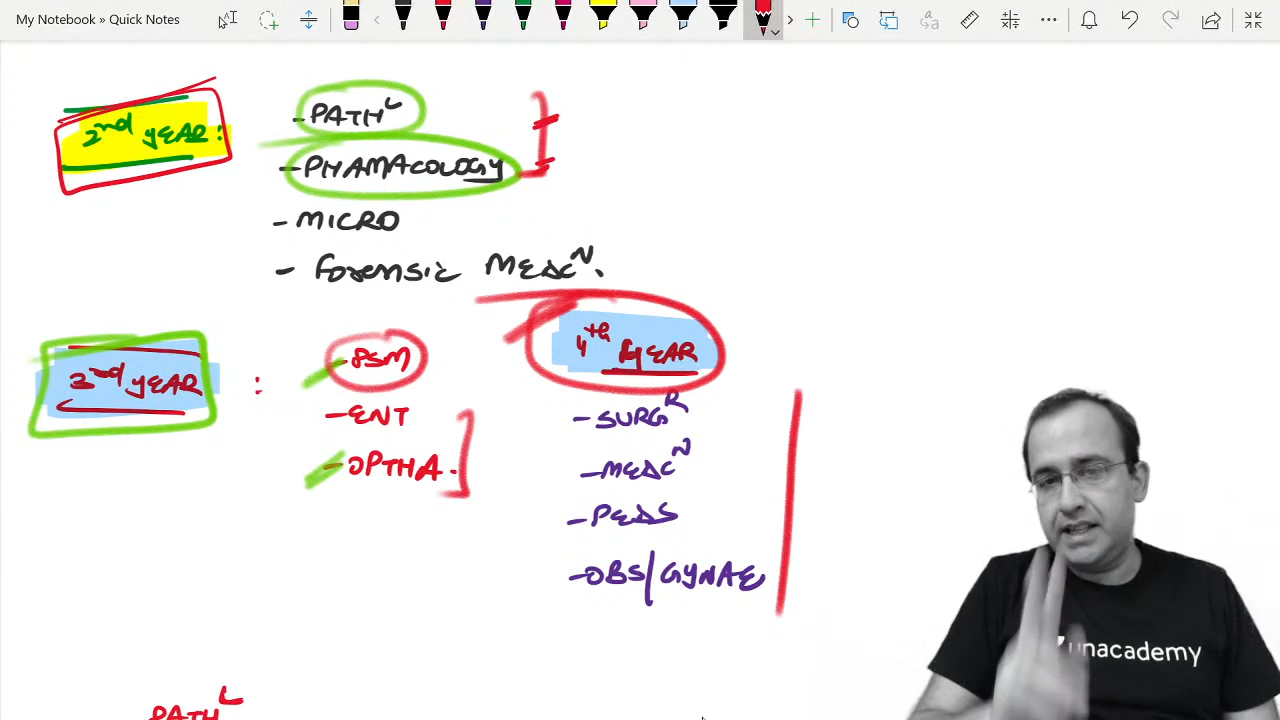 My Notebook » Quick Notes
2nd YEAR:
- PATHL
- PHAMACOLOGY
- MICRO
- Forensic MEDCN.
3rd YEAR :
- PSM
- ENT
- OPTHA.
4th YEAR
- SURGR
- MEDCN
- PEDS
- OBS/GYNAE
unacademy
PATHL